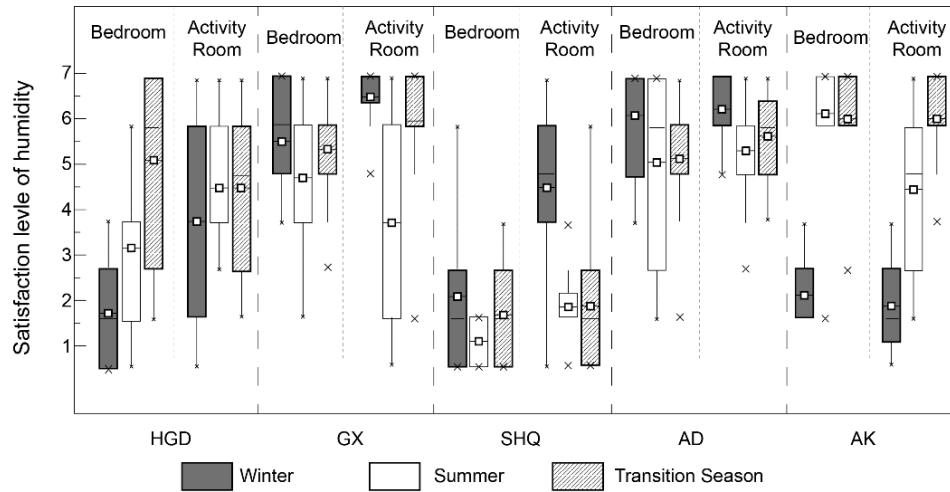 Bedroom Activity Room Bedroom Activity Room Bedroom Activity Room Bedroom Activity Room Bedroom Activity Room
Satisfaction levle of humidity
7
6
5
4
3
2
1
HGD GX SHQ AD AK
Winter Summer Transition Season